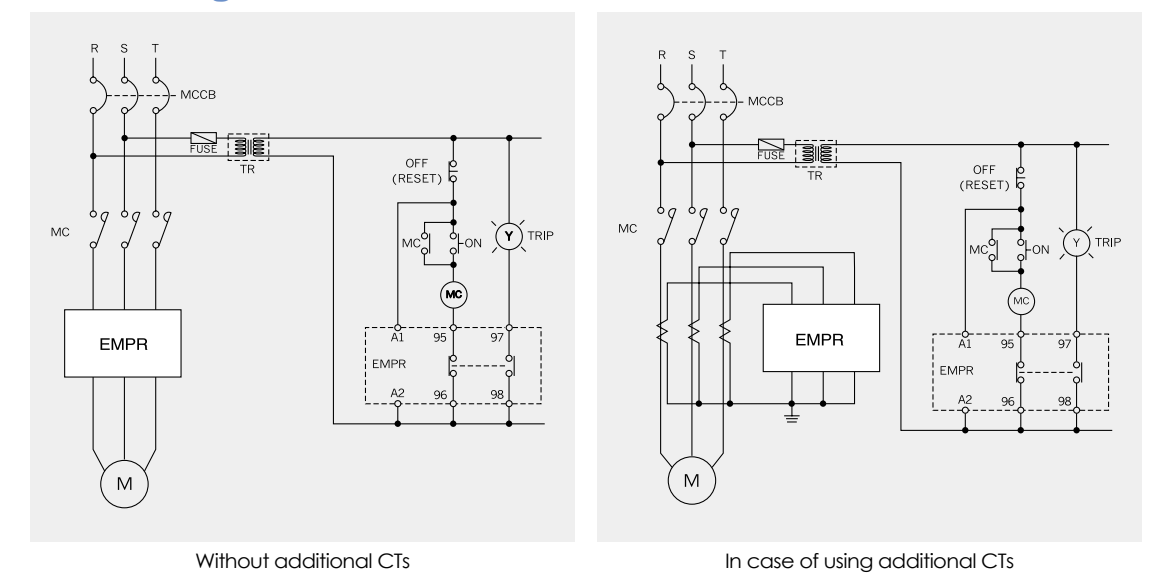 R S T
MCCB
FUSE
TR
OFF
(RESET)
MC
MC
ON
Y
TRIP
MC
EMPR
A1
95
97
EMPR
A2
96
98
M
Without additional CTs
R S T
MCCB
FUSE
TR
OFF
(RESET)
MC
MC
ON
Y
TRIP
MC
EMPR
A1
95
97
EMPR
A2
96
98
M
In case of using additional CTs